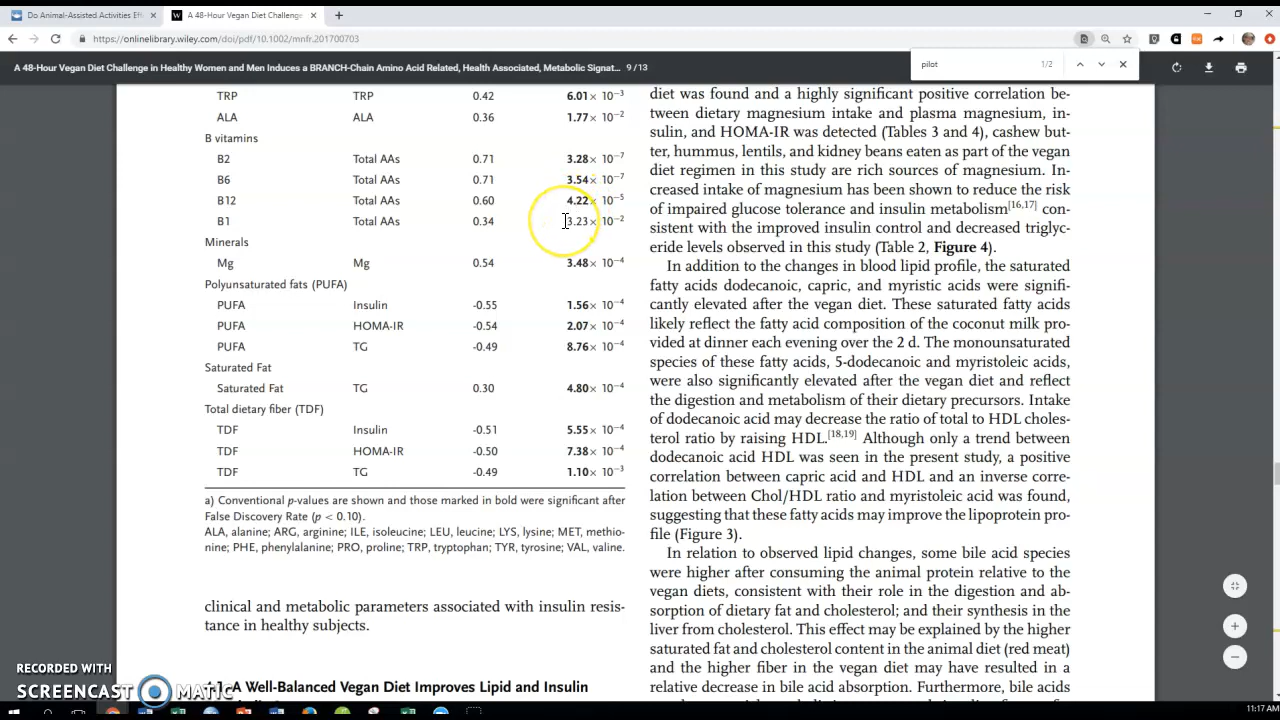 Do Animal-Assisted Activities Eff
A 48-Hour Vegan Diet Challenge
https://onlinelibrary.wiley.com/doi/pdf/10.1002/mnfr.201700703
A 48-Hour Vegan Diet Challenge in Healthy Women and Men Induces a BRANCH-Chain Amino Acid Related, Health Associated, Metabolic Signat...
9 / 13
pilot
1/2
TRP TRP 0.42 6.01× 10−3
ALA ALA 0.36 1.77× 10−2
B vitamins
B2 Total AAs 0.71 3.28× 10−7
B6 Total AAs 0.71 3.54× 10−7
B12 Total AAs 0.60 4.22× 10−5
B1 Total AAs 0.34 3.23× 10−2
Minerals
Mg Mg 0.54 3.48× 10−4
Polyunsaturated fats (PUFA)
PUFA Insulin -0.55 1.56× 10−4
PUFA HOMA-IR -0.54 2.07× 10−4
PUFA TG -0.49 8.76× 10−4
Saturated Fat
Saturated Fat TG 0.30 4.80× 10−4
Total dietary fiber (TDF)
TDF Insulin -0.51 5.55× 10−4
TDF HOMA-IR -0.50 7.38× 10−4
TDF TG -0.49 1.10× 10−3
a) Conventional p-values are shown and those marked in bold were significant after
False Discovery Rate (p < 0.10).
ALA, alanine; ARG, arginine; ILE, isoleucine; LEU, leucine; LYS, lysine; MET, methio-
nine; PHE, phenylalanine; PRO, proline; TRP, tryptophan; TYR, tyrosine; VAL, valine.
clinical and metabolic parameters associated with insulin resis-
tance in healthy subjects.
A Well-Balanced Vegan Diet Improves Lipid and Insulin
diet was found and a highly significant positive correlation be-
tween dietary magnesium intake and plasma magnesium, in-
sulin, and HOMA-IR was detected (Tables 3 and 4), cashew but-
ter, hummus, lentils, and kidney beans eaten as part of the vegan
diet regimen in this study are rich sources of magnesium. In-
creased intake of magnesium has been shown to reduce the risk
of impaired glucose tolerance and insulin metabolism[16,17] con-
sistent with the improved insulin control and decreased triglyc-
eride levels observed in this study (Table 2, Figure 4).
In addition to the changes in blood lipid profile, the saturated
fatty acids dodecanoic, capric, and myristic acids were signifi-
cantly elevated after the vegan diet. These saturated fatty acids
likely reflect the fatty acid composition of the coconut milk pro-
vided at dinner each evening over the 2 d. The monounsaturated
species of these fatty acids, 5-dodecanoic and myristoleic acids,
were also significantly elevated after the vegan diet and reflect
the digestion and metabolism of their dietary precursors. Intake
of dodecanoic acid may decrease the ratio of total to HDL choles-
terol ratio by raising HDL.[18,19] Although only a trend between
dodecanoic acid HDL was seen in the present study, a positive
correlation between capric acid and HDL and an inverse corre-
lation between Chol/HDL ratio and myristoleic acid was found,
suggesting that these fatty acids may improve the lipoprotein pro-
file (Figure 3).
In relation to observed lipid changes, some bile acid species
were higher after consuming the animal protein relative to the
vegan diets, consistent with their role in the digestion and ab-
sorption of dietary fat and cholesterol; and their synthesis in the
liver from cholesterol. This effect may be explained by the higher
saturated fat and cholesterol content in the animal diet (red meat)
and the higher fiber in the vegan diet may have resulted in a
relative decrease in bile acid absorption. Furthermore, bile acids
RECORDED WITH
SCREENCAST MATIC
11:17 AM